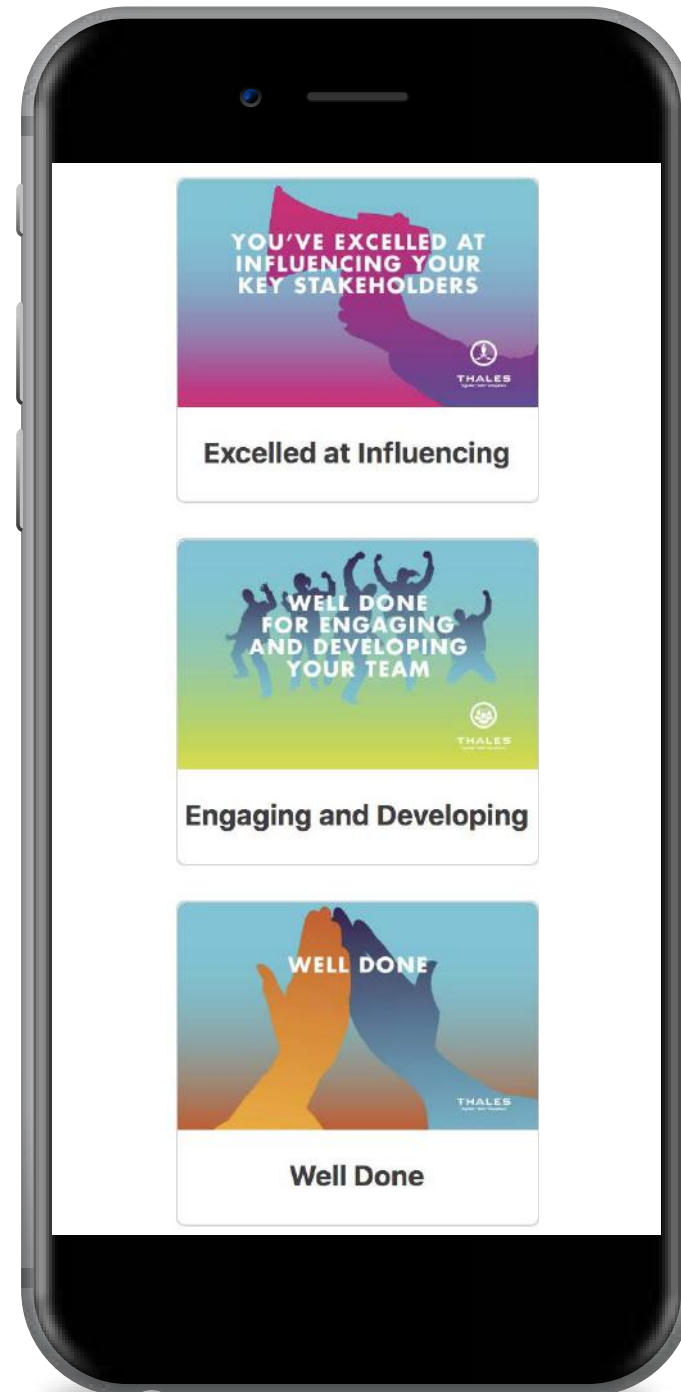 YOU'VE EXCELLED AT
INFLUENCING YOUR
KEY STAKEHOLDERS
THALES
Excelled at Influencing
WELL DONE
FOR ENGAGING
AND DEVELOPING
YOUR TEAM
THALES
Engaging and Developing
WELL DONE
THALES
Well Done